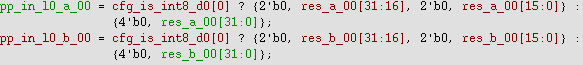 pp_in_l0_a_00 = cfg_is_int8_d0[0] ? {2'b0, res_a_00[31:16], 2'b0, res_a_00[15:0]} :
{4'b0, res_a_00[31:0]};
pp_in_l0_b_00 = cfg_is_int8_d0[0] ? {2'b0, res_b_00[31:16], 2'b0, res_b_00[15:0]} :
{4'b0, res_b_00[31:0]};